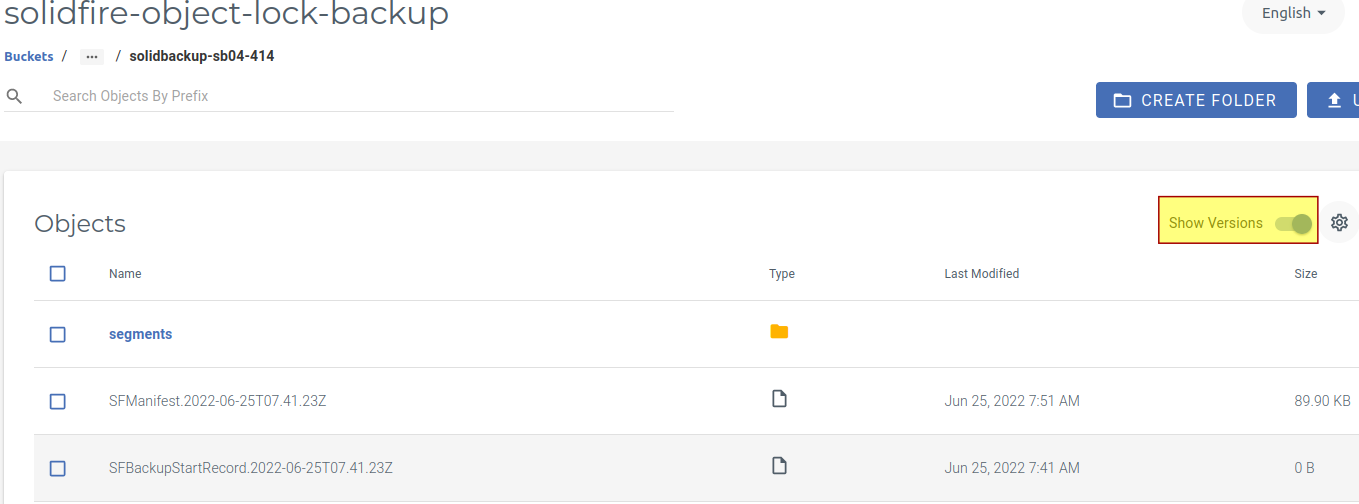 solidfire-object-lock-backup
English
Buckets / ... / solidbackup-sb04-414
Search Objects By Prefix
CREATE FOLDER
Objects
Show Versions
Name Type Last Modified Size
segments
SFManifest.2022-06-25T07.41.23Z Jun 25, 2022 7:51 AM 89.90 KB
SFBackupStartRecord.2022-06-25T07.41.23Z Jun 25, 2022 7:41 AM 0 B